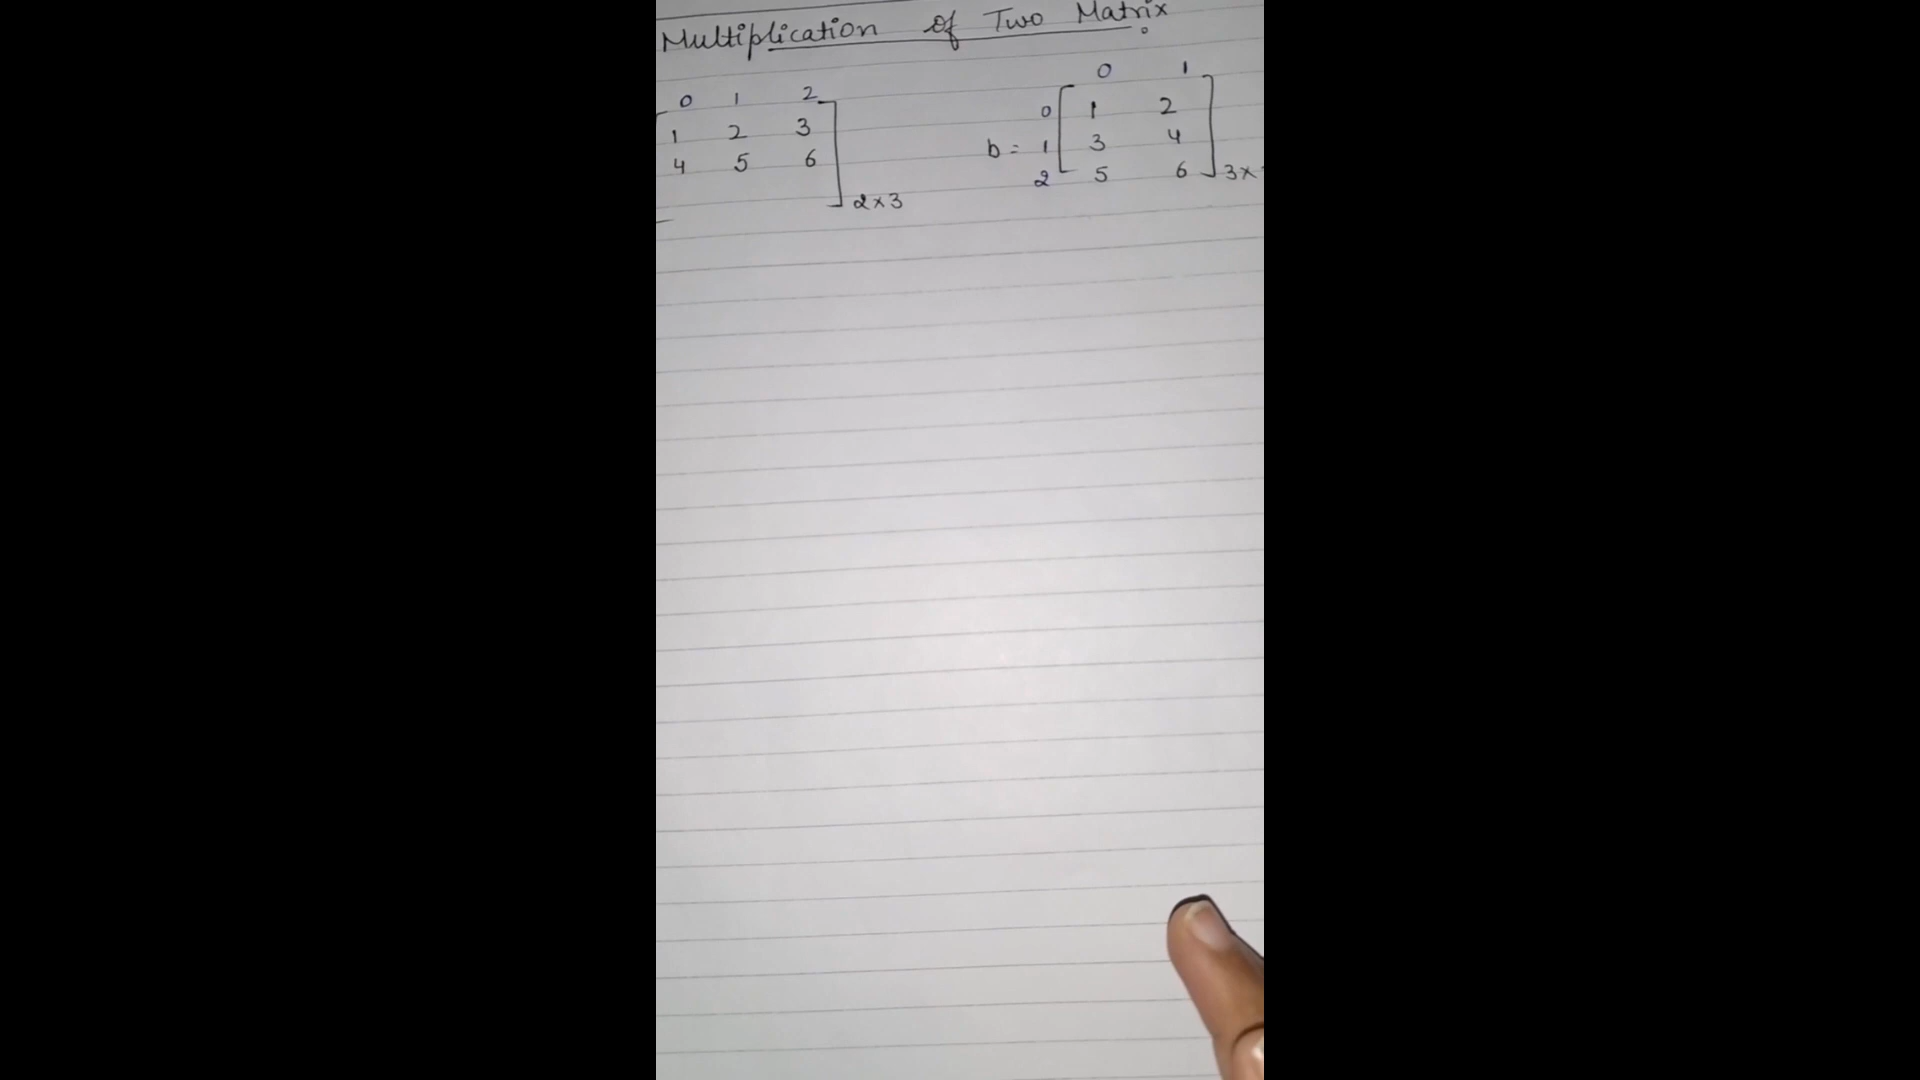 Multiplication of Two Matrix
0 1 2
1 2 3
4 5 6
2×3
0 1
0 1 2
b = 1 3 4
2 5 6
3×